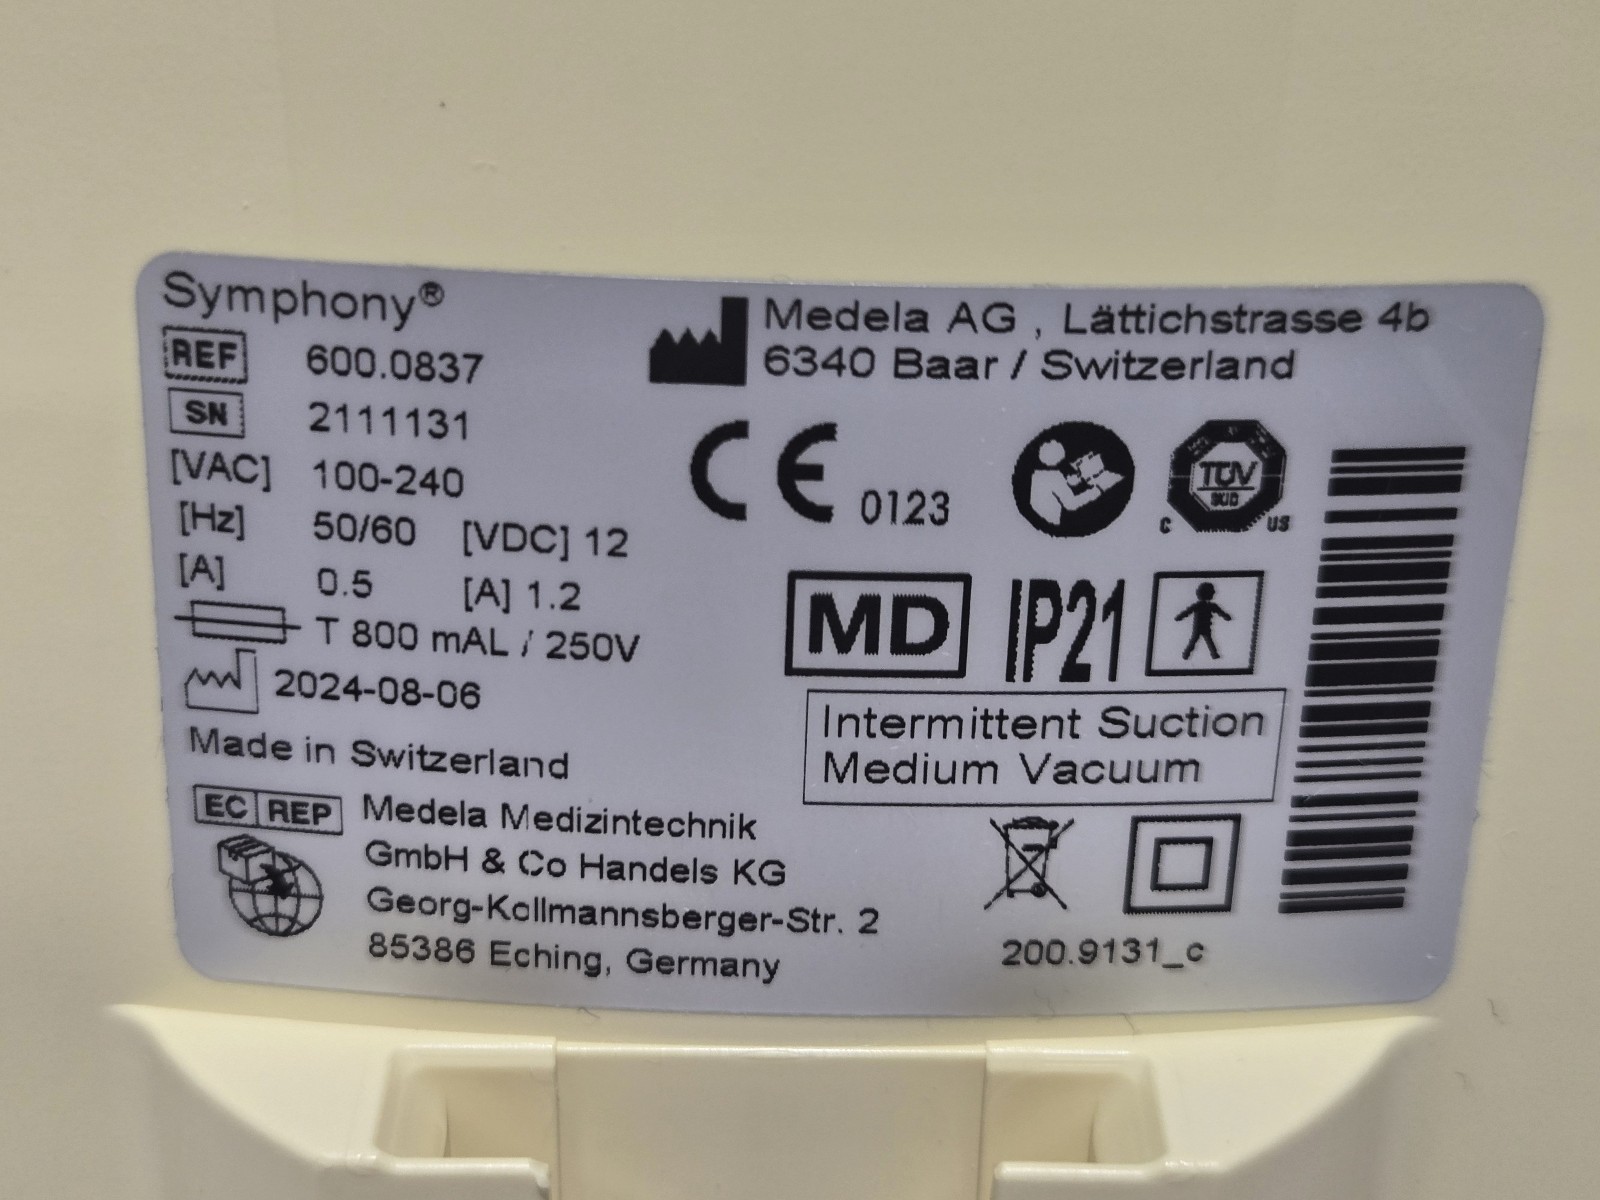 Symphony®
REF 600.0837
SN 2111131
[VAC] 100-240
[Hz] 50/60 [VDC] 12
[A] 0.5 [A] 1.2
T 800 mAL / 250V
2024-08-06
Made in Switzerland
EC REP Medela Medizintechnik
GmbH & Co Handels KG
Georg-Kollmannsberger-Str. 2
85386 Eching, Germany
Medela AG , Lättichstrasse 4b
6340 Baar / Switzerland
CE 0123
TÜV
SÜD
C US
MD IP21
Intermittent Suction
Medium Vacuum
200.9131_c